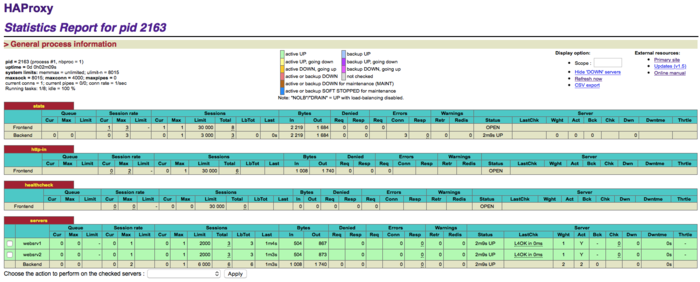 HAProxy
Statistics Report for pid 2163
> General process information
pid = 2163 (process #1, nbproc = 1)
uptime = 0d 0h02m09s
system limits: memmax = unlimited; ulimit-n = 8015
maxsock = 8015; maxconn = 4000; maxpipes = 0
current conns = 1; current pipes = 0/0; conn rate = 1/sec
Running tasks: 1/8; idle = 100 %
active UP backup UP
active UP, going down backup UP, going down
active DOWN, going up backup DOWN, going up
active or backup DOWN not checked
active or backup DOWN for maintenance (MAINT)
active or backup SOFT STOPPED for maintenance
Note: "NOLB"/"DRAIN" = UP with load-balancing disabled.
Display option:
Scope :
Hide 'DOWN' servers
Refresh now
CSV export
External resources:
Primary site
Updates (v1.5)
Online manual
stats
Queue Session rate Sessions Bytes Denied Errors Warnings Server
Cur Max Limit Cur Max Limit Cur Max Limit Total LbTot Last In Out Req Resp Req Conn Resp Retr Redis Status LastChk Wght Act Bck Chk Dwn Dwntme Thrtle
Frontend 1 3 - 1 1 30 000 8 2 219 1 684 0 0 0 OPEN
Backend 0 0 0 3 0 1 3 000 0 0 0s 2 219 1 684 0 0 3 0 0 0 2m9s UP 0 0 0 0
http-in
Queue Session rate Sessions Bytes Denied Errors Warnings Server
Cur Max Limit Cur Max Limit Cur Max Limit Total LbTot Last In Out Req Resp Req Conn Resp Retr Redis Status LastChk Wght Act Bck Chk Dwn Dwntme Thrtle
Frontend 0 2 - 0 1 30 000 6 1 008 1 740 0 0 0 OPEN
healthcheck
Queue Session rate Sessions Bytes Denied Errors Warnings Server
Cur Max Limit Cur Max Limit Cur Max Limit Total LbTot Last In Out Req Resp Req Conn Resp Retr Redis Status LastChk Wght Act Bck Chk Dwn Dwntme Thrtle
Frontend 0 0 - 0 0 30 000 0 0 0 0 0 0 OPEN
servers
Queue Session rate Sessions Bytes Denied Errors Warnings Server
Cur Max Limit Cur Max Limit Cur Max Limit Total LbTot Last In Out Req Resp Req Conn Resp Retr Redis Status LastChk Wght Act Bck Chk Dwn Dwntme Thrtle
websrv1 0 0 - 0 1 0 1 2000 3 3 1m4s 504 867 0 0 0 0 0 2m9s UP L4OK in 0ms 1 Y - 0 0 0s -
websrv2 0 0 - 0 1 0 1 2000 3 3 1m3s 504 873 0 0 0 0 0 2m9s UP L4OK in 0ms 1 Y - 0 0 0s -
Backend 0 0 0 2 0 1 6 000 6 6 1m3s 1 008 1 740 0 0 0 0 0 0 2m9s UP 2 2 0 0 0s
Choose the action to perform on the checked servers : Apply